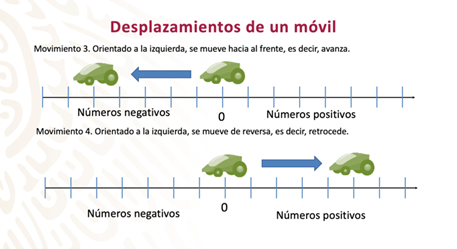 Desplazamientos de un móvil
Movimiento 3. Orientado a la izquierda, se mueve hacia al frente, es decir, avanza.
Números negativos
0
Números positivos
Movimiento 4. Orientado a la izquierda, se mueve de reversa, es decir, retrocede.
Números negativos
0
Números positivos